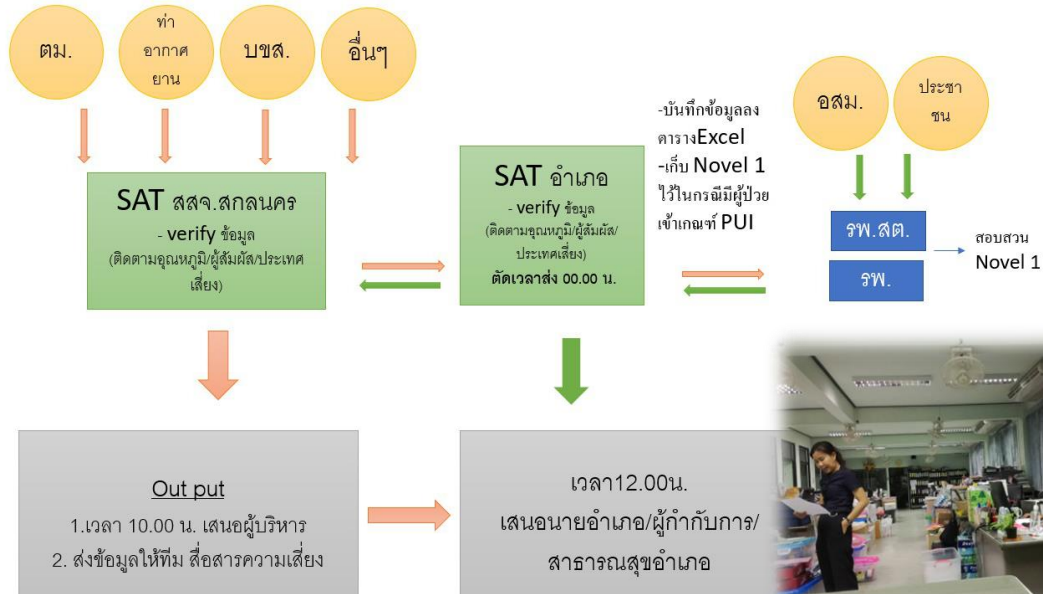 ตม.
ท่า
อากาศ
ยาน
บขส.
อื่นๆ
SAT สสจ.สกลนคร
- verify ข้อมูล
(ติดตามอุณหภูมิ/ผู้สัมผัส/ประเทศ
เสี่ยง)
SAT อำเภอ
- verify ข้อมูล
(ติดตามอุณหภูมิ/ผู้สัมผัส/
ประเทศเสี่ยง)
ตัดเวลาส่ง 00.00 น.
-บันทึกข้อมูลลง
ตารางExcel
-เก็บ Novel 1
ไว้ในกรณีมีผู้ป่วย
เข้าเกณฑ์ PUI
อสม.
ประชา
ชน
รพ.สต.
รพ.
สอบสวน
Novel 1
Out put
1.เวลา 10.00 น. เสนอผู้บริหาร
2. ส่งข้อมูลให้ทีม สื่อสารความเสี่ยง
เวลา12.00น.
เสนอนายอำเภอ/ผู้กำกับการ/
สาธารณสุขอำเภอ